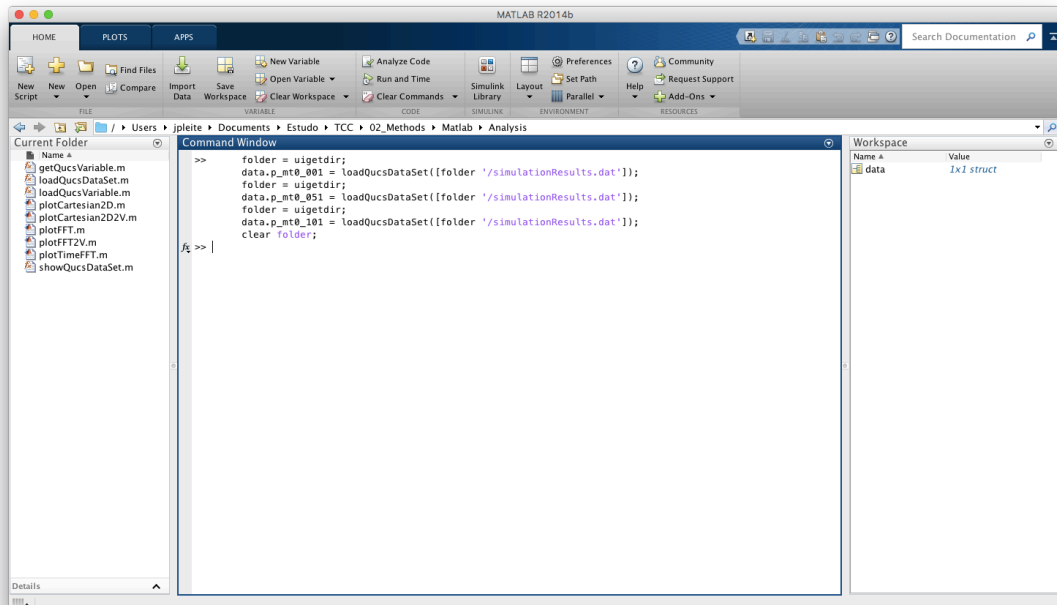 MATLAB R2014b
HOME PLOTS APPS
Search Documentation
New Script
New
Open
Find Files
Compare
FILE
Import Data
Save Workspace
New Variable
Open Variable
Clear Workspace
VARIABLE
Analyze Code
Run and Time
Clear Commands
CODE
Simulink Library
SIMULINK
Layout
Preferences
Set Path
Parallel
ENVIRONMENT
Help
Community
Request Support
Add-Ons
RESOURCES
/ Users jpleite Documents Estudo TCC 02_Methods Matlab Analysis
Current Folder
Name
getQucsVariable.m
loadQucsDataSet.m
loadQucsVariable.m
plotCartesian2D.m
plotCartesian2D2V.m
plotFFT.m
plotFFT2V.m
plotTimeFFT.m
showQucsDataSet.m
Details
Command Window
>> folder = uigetdir;
data.p_mt0_001 = loadQucsDataSet([folder '/simulationResults.dat']);
folder = uigetdir;
data.p_mt0_051 = loadQucsDataSet([folder '/simulationResults.dat']);
folder = uigetdir;
data.p_mt0_101 = loadQucsDataSet([folder '/simulationResults.dat']);
clear folder;
fx >>
Workspace
Name Value
data 1x1 struct